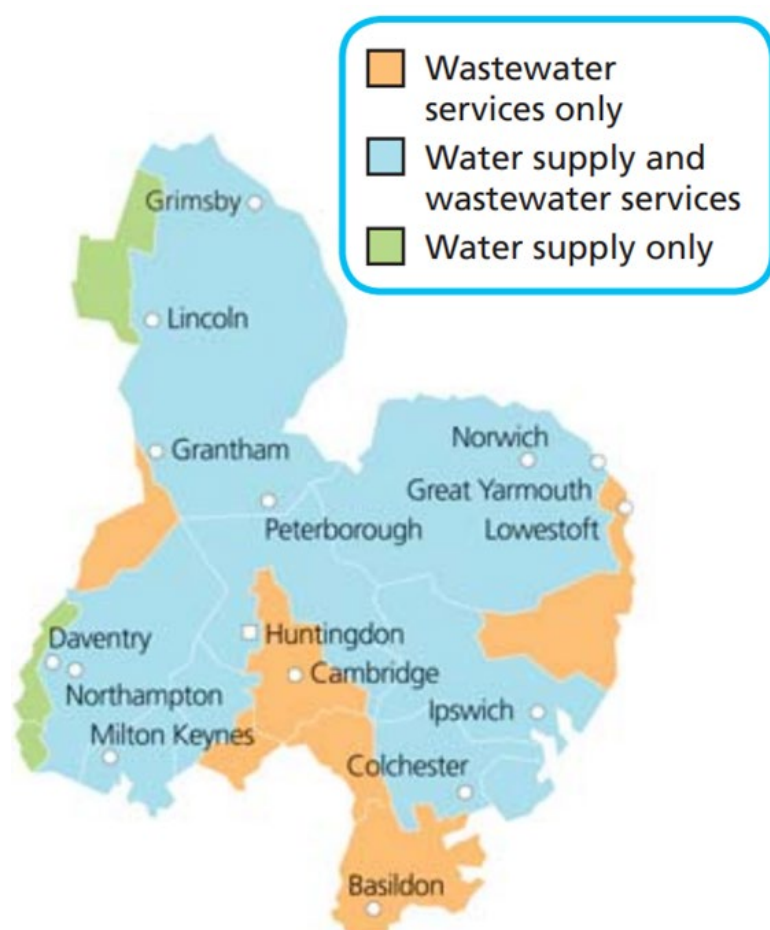 Wastewater
services only
Water supply and
wastewater services
Water supply only
Grimsby
Lincoln
Grantham
Norwich
Great Yarmouth
Peterborough
Lowestoft
Huntingdon
Daventry
Cambridge
Northampton
Ipswich
Milton Keynes
Colchester
Basildon